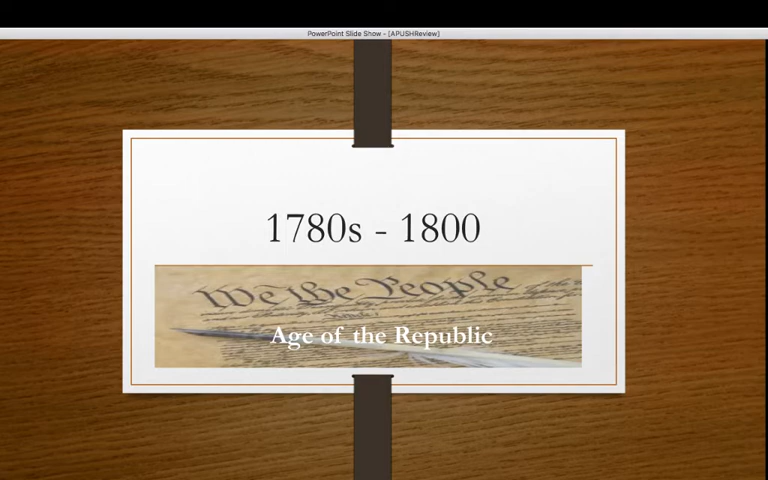 PowerPoint Slide Show - [APUSHReview]
1780s - 1800
We the People
Age of the Republic